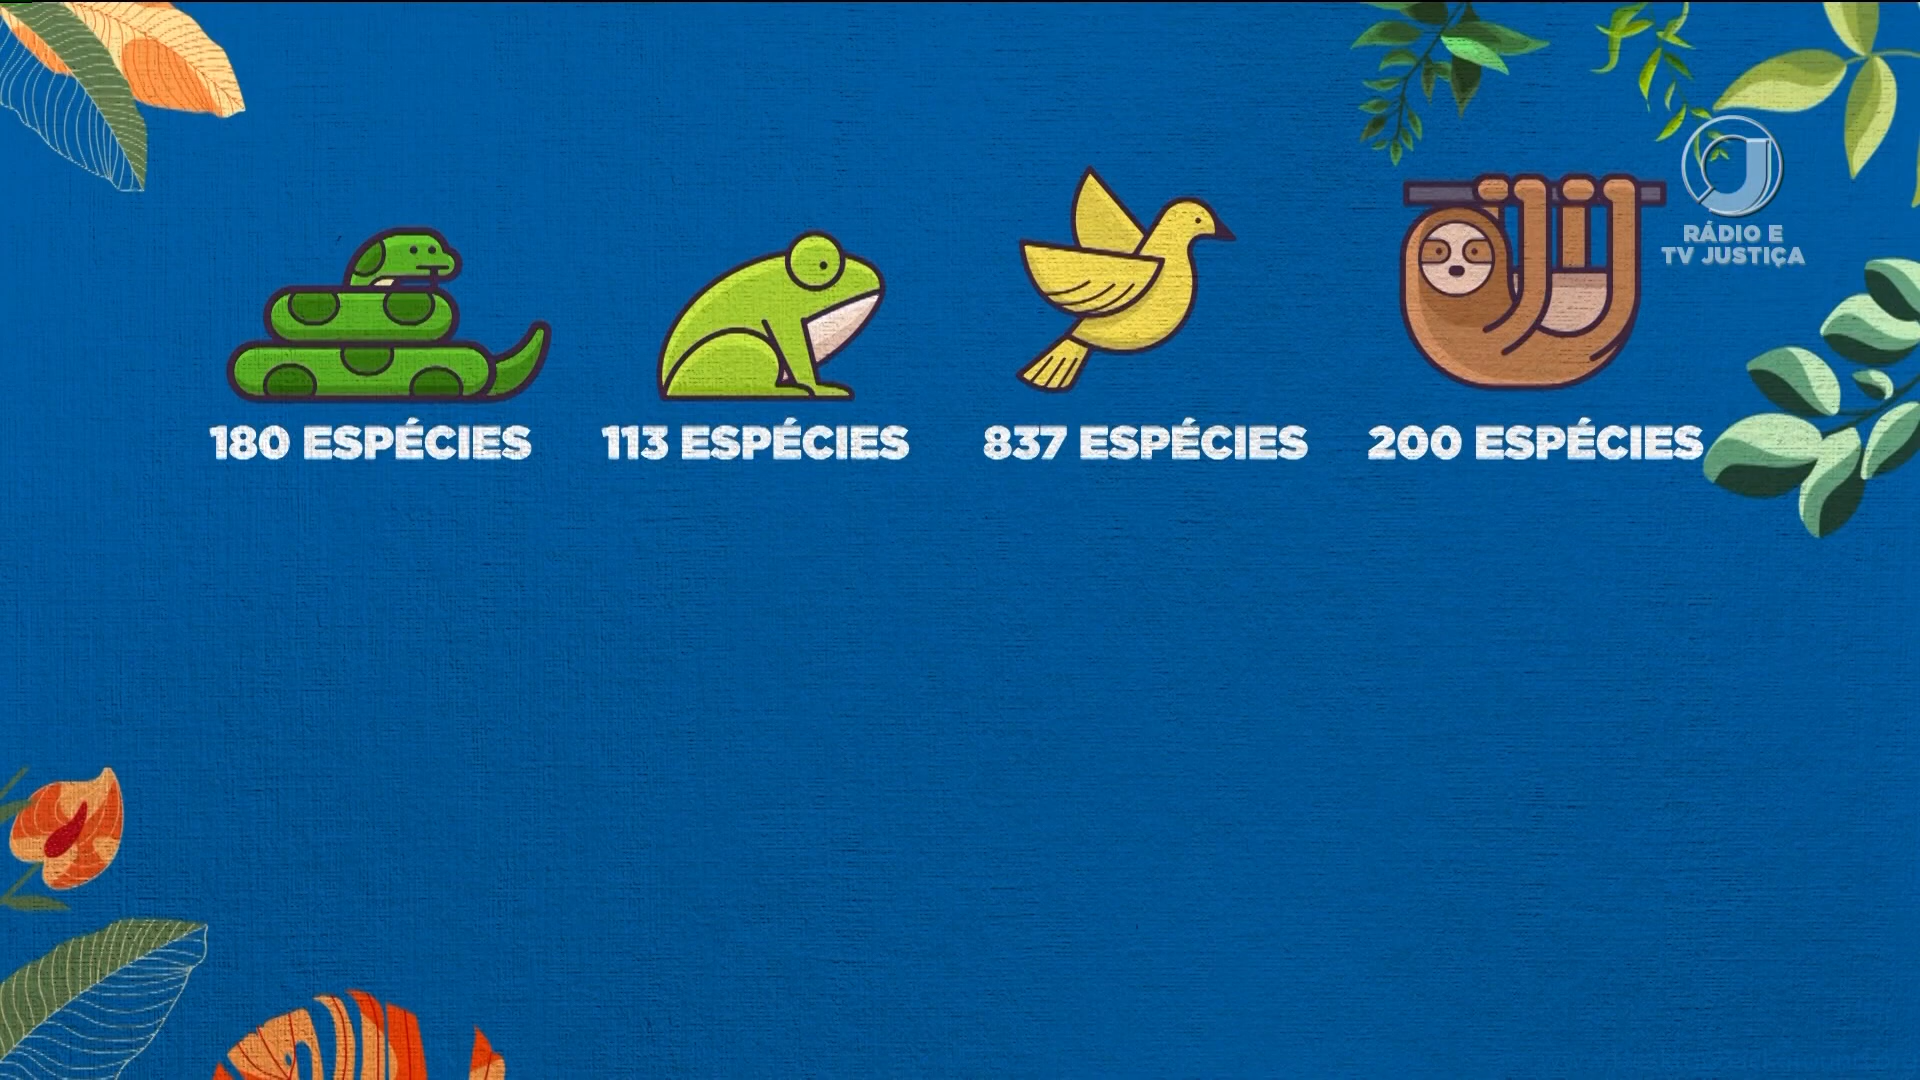 RÁDIO E
TV JUSTIÇA
180 ESPÉCIES
113 ESPÉCIES
837 ESPÉCIES
200 ESPÉCIES